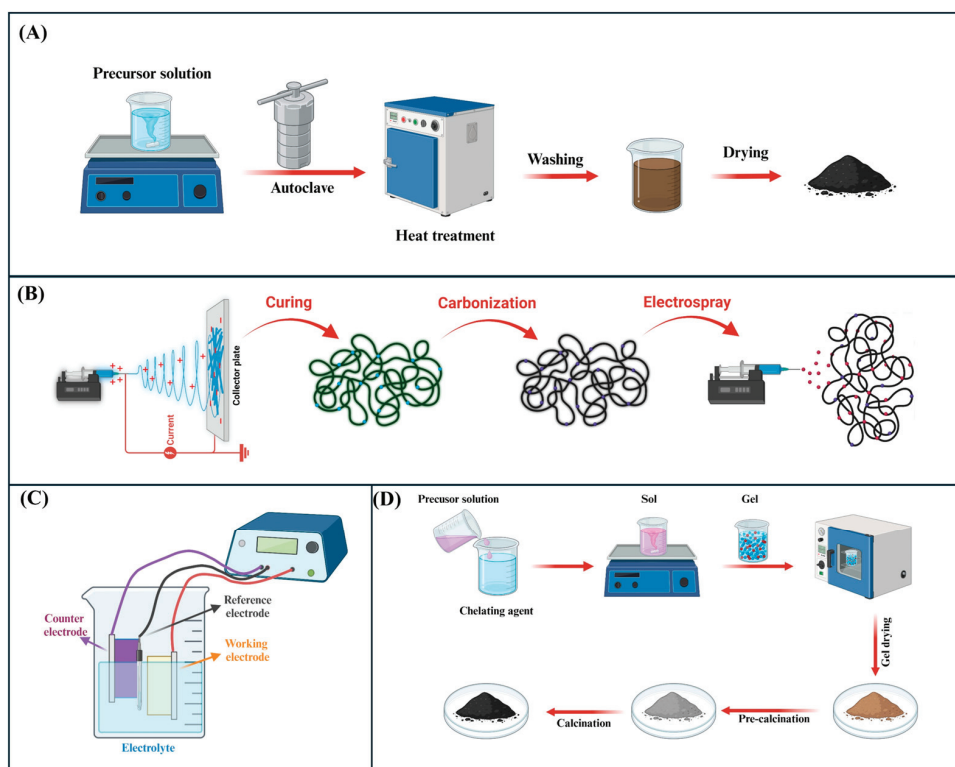 (A)
Precursor solution
Autoclave
Heat treatment
Washing
Drying
(B)
Curing
Carbonization
Electrospray
Collector plate
Current
(C)
Reference
electrode
Counter
electrode
Working
electrode
Electrolyte
(D)
Precusor solution
Sol
Gel
Chelating agent
Gel drying
Pre-calcination
Calcination